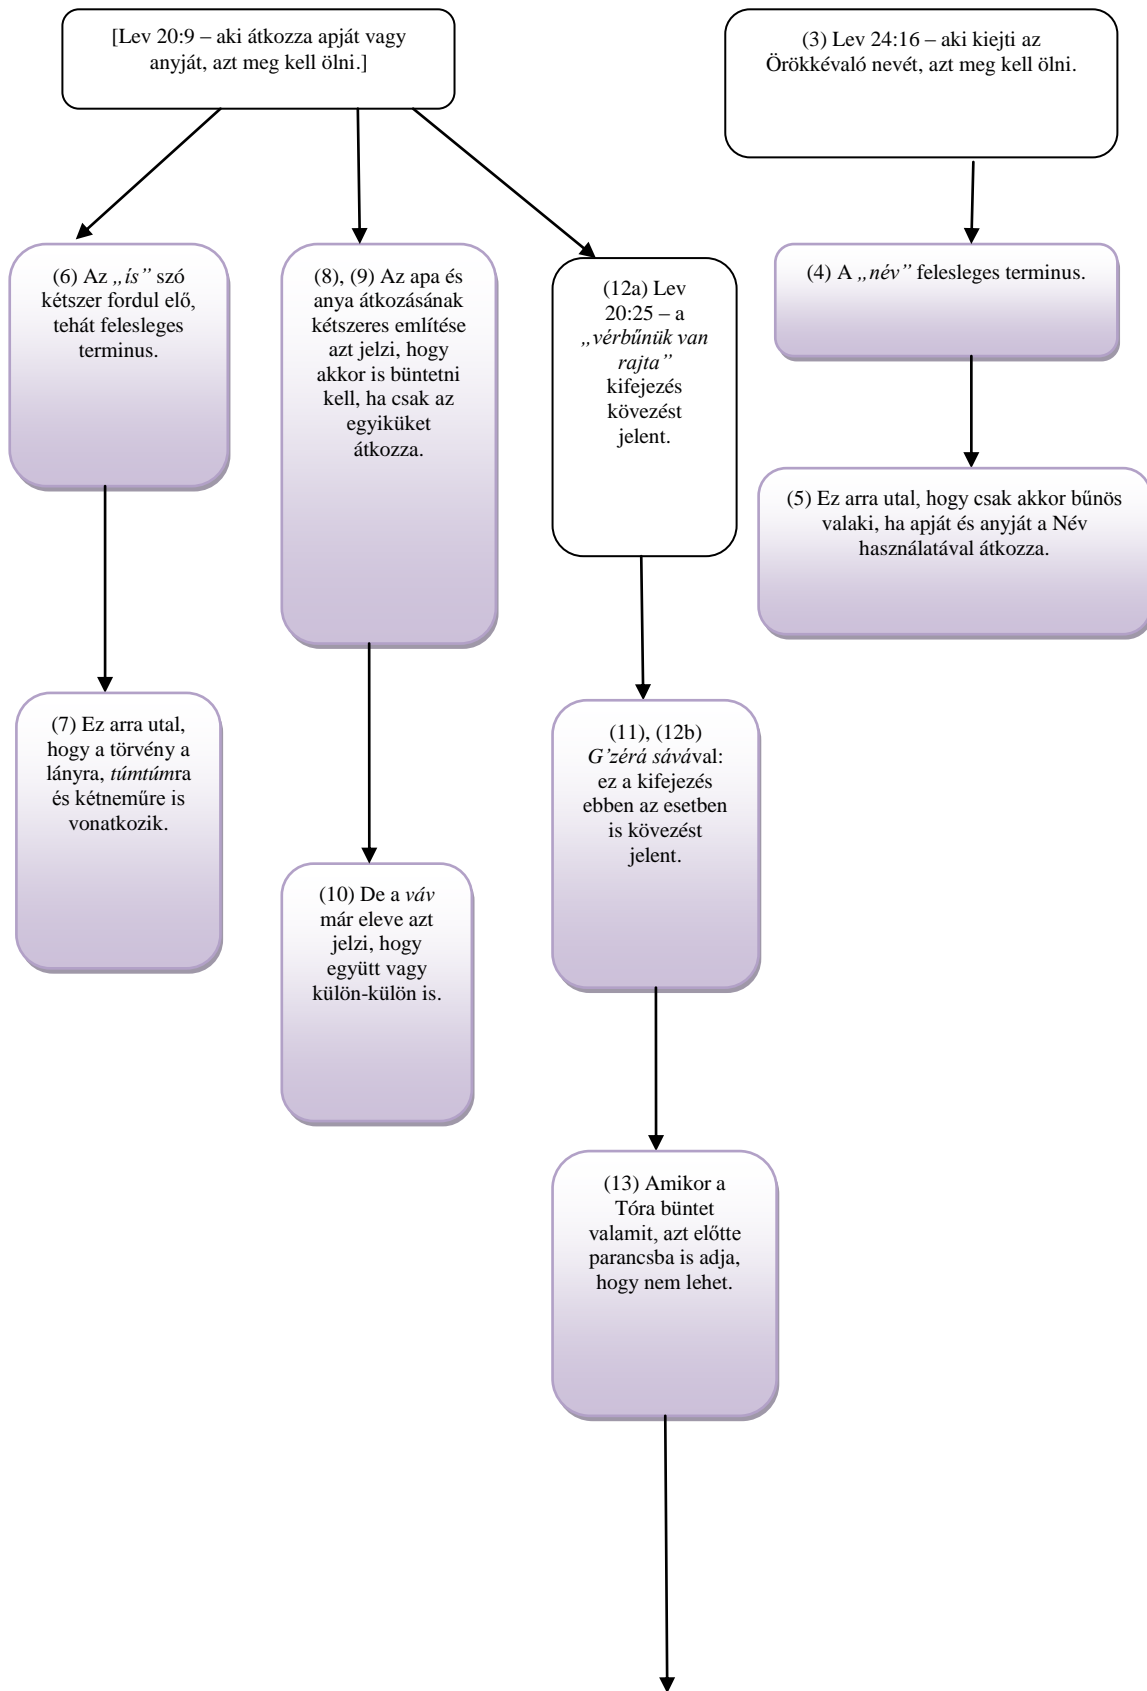 [Lev 20:9 – aki átkozza apját vagy
anyját, azt meg kell ölni.]
(3) Lev 24:16 – aki kiejti az
Örökkévaló nevét, azt meg kell ölni.
(6) Az „ís” szó
kétszer fordul elő,
tehát felesleges
terminus.
(8), (9) Az apa és
anya átkozásának
kétszeres említése
azt jelzi, hogy
akkor is büntetni
kell, ha csak az
egyiküket
átkozza.
(12a) Lev
20:25 – a
„vérbűnük van
rajta”
kifejezés
kövezést
jelent.
(4) A „név” felesleges terminus.
(5) Ez arra utal, hogy csak akkor bűnös
valaki, ha apját és anyját a Név
használatával átkozza.
(7) Ez arra utal,
hogy a törvény a
lányra, túmtúmra
és kétneműre is
vonatkozik.
(11), (12b)
G’zérá sávával:
ez a kifejezés
ebben az esetben
is kövezést
jelent.
(10) De a váv
már eleve azt
jelzi, hogy
együtt vagy
külön-külön is.
(13) Amikor a
Tóra büntet
valamit, azt előtte
parancsba is adja,
hogy nem lehet.